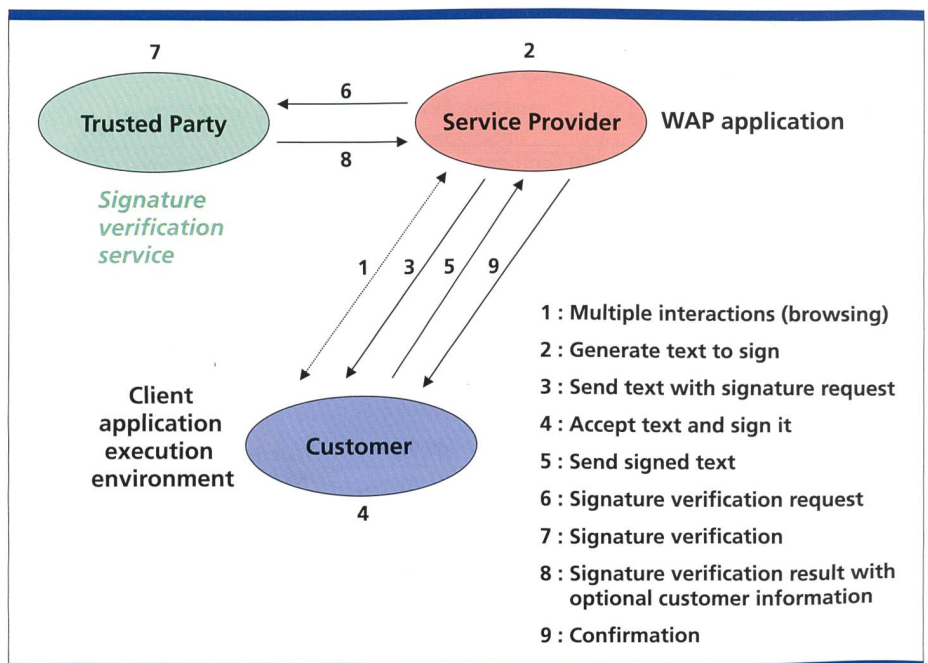 7
2
6
Trusted Party
Service Provider
WAP application
8
Signature
verification
service
1
3
5
9
1 : Multiple interactions (browsing)
2 : Generate text to sign
3 : Send text with signature request
4 : Accept text and sign it
5 : Send signed text
6 : Signature verification request
7 : Signature verification
8 : Signature verification result with
optional customer information
9 : Confirmation
Client
application
execution
environment
Customer
4